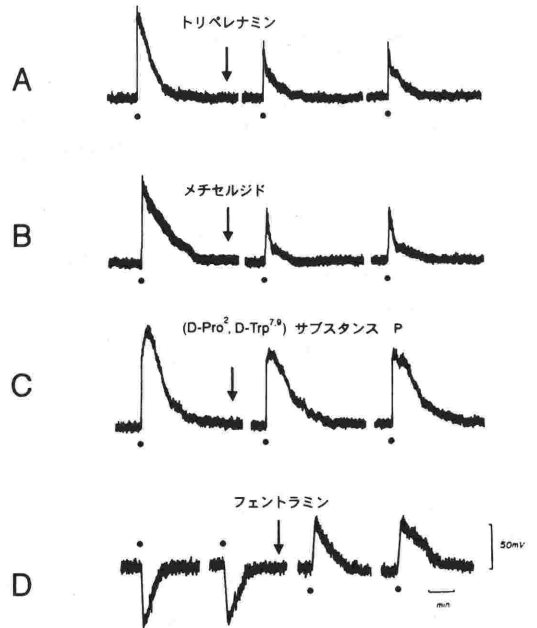 トリペレナミン
A
メチセルジド
B
(D-Pro², D-Trp⁷,⁹) サブスタンス P
C
フェントラミン
50mV
D
min